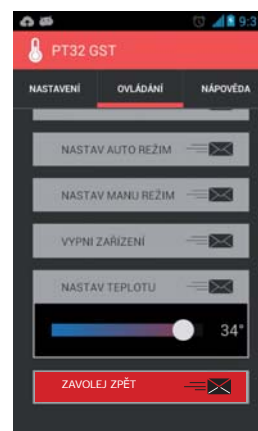 9:3
PT32 GST
NASTAVENÍ OVLÁDÁNÍ NÁPOVĚDA
NASTAV AUTO REŽIM
NASTAV MANU REŽIM
VYPNI ZAŘÍZENÍ
NASTAV TEPLOTU
34°
ZAVOLEJ ZPĚT